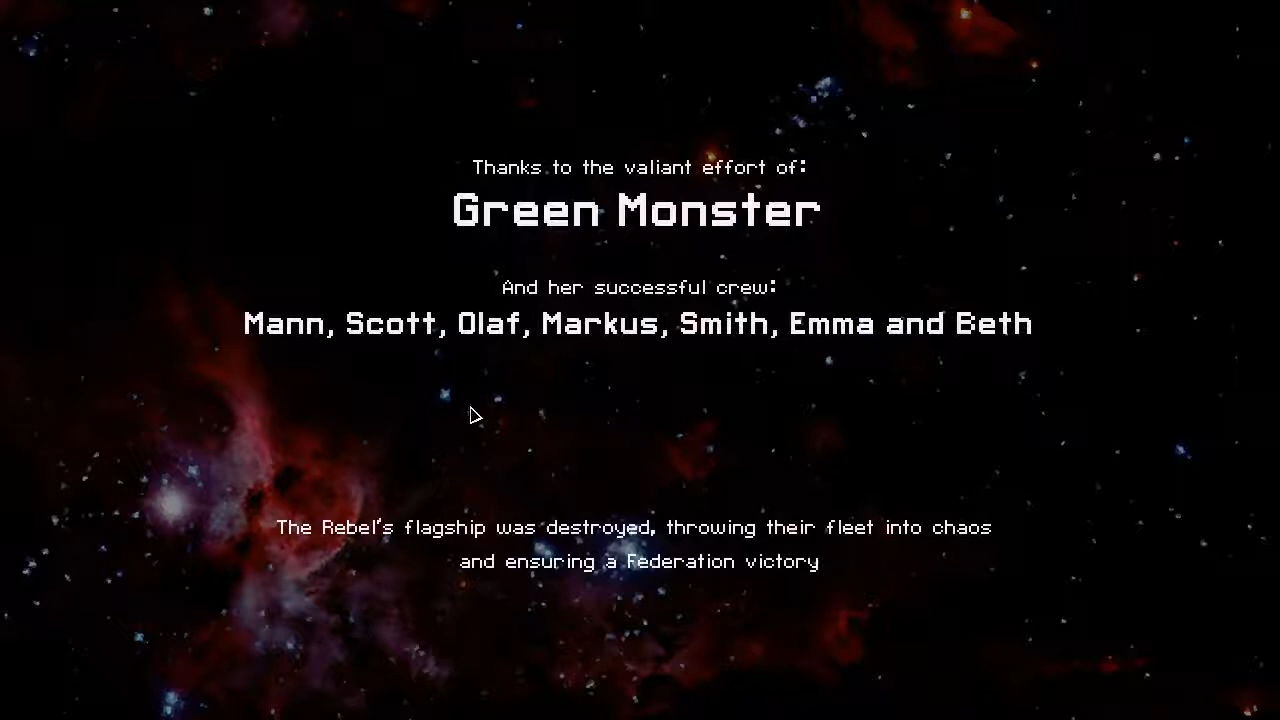 Thanks to the valiant effort of:
Green Monster
And her successful crew:
Mann, Scott, Olaf, Markus, Smith, Emma and Beth
The Rebel's flagship was destroyed, throwing their fleet into chaos
and ensuring a Federation victory